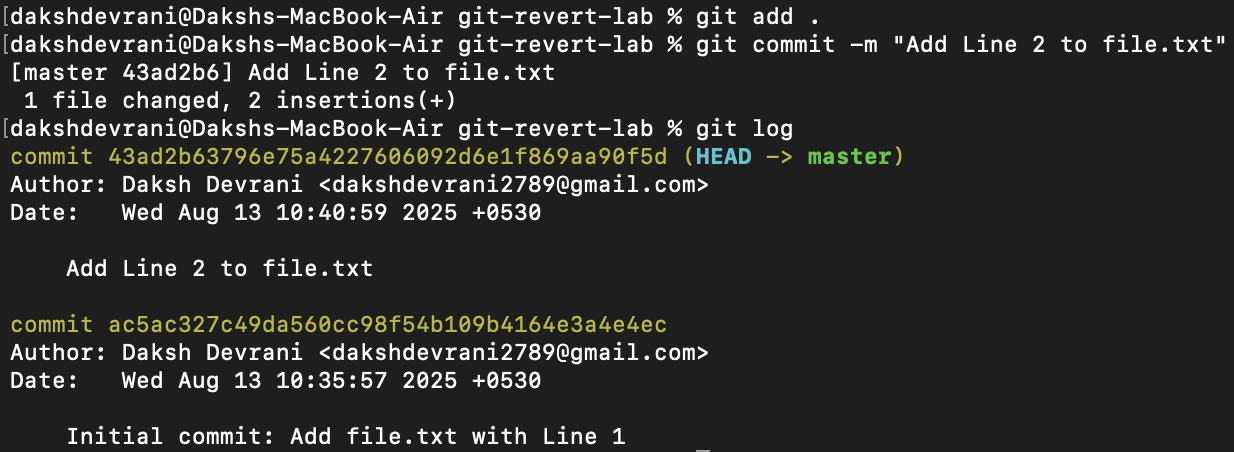 [dakshdevrani@Dakshs-MacBook-Air git-revert-lab % git add .
[dakshdevrani@Dakshs-MacBook-Air git-revert-lab % git commit -m "Add Line 2 to file.txt"
[master 43ad2b6] Add Line 2 to file.txt
 1 file changed, 2 insertions(+)
[dakshdevrani@Dakshs-MacBook-Air git-revert-lab % git log
commit 43ad2b63796e75a4227606092d6e1f869aa90f5d (HEAD -> master)
Author: Daksh Devrani <dakshdevrani2789@gmail.com>
Date:   Wed Aug 13 10:40:59 2025 +0530

    Add Line 2 to file.txt

commit ac5ac327c49da560cc98f54b109b4164e3a4e4ec
Author: Daksh Devrani <dakshdevrani2789@gmail.com>
Date:   Wed Aug 13 10:35:57 2025 +0530

    Initial commit: Add file.txt with Line 1